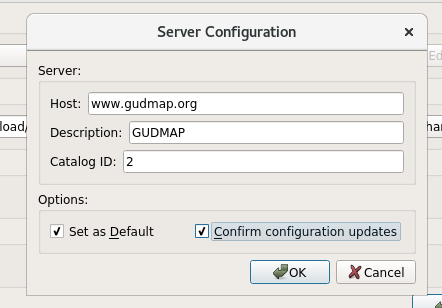 Server Configuration
Server:
Host: www.gudmap.org
Description: GUDMAP
Catalog ID: 2
Options:
Set as Default
Confirm configuration updates
OK
Cancel
load/
Ed
har